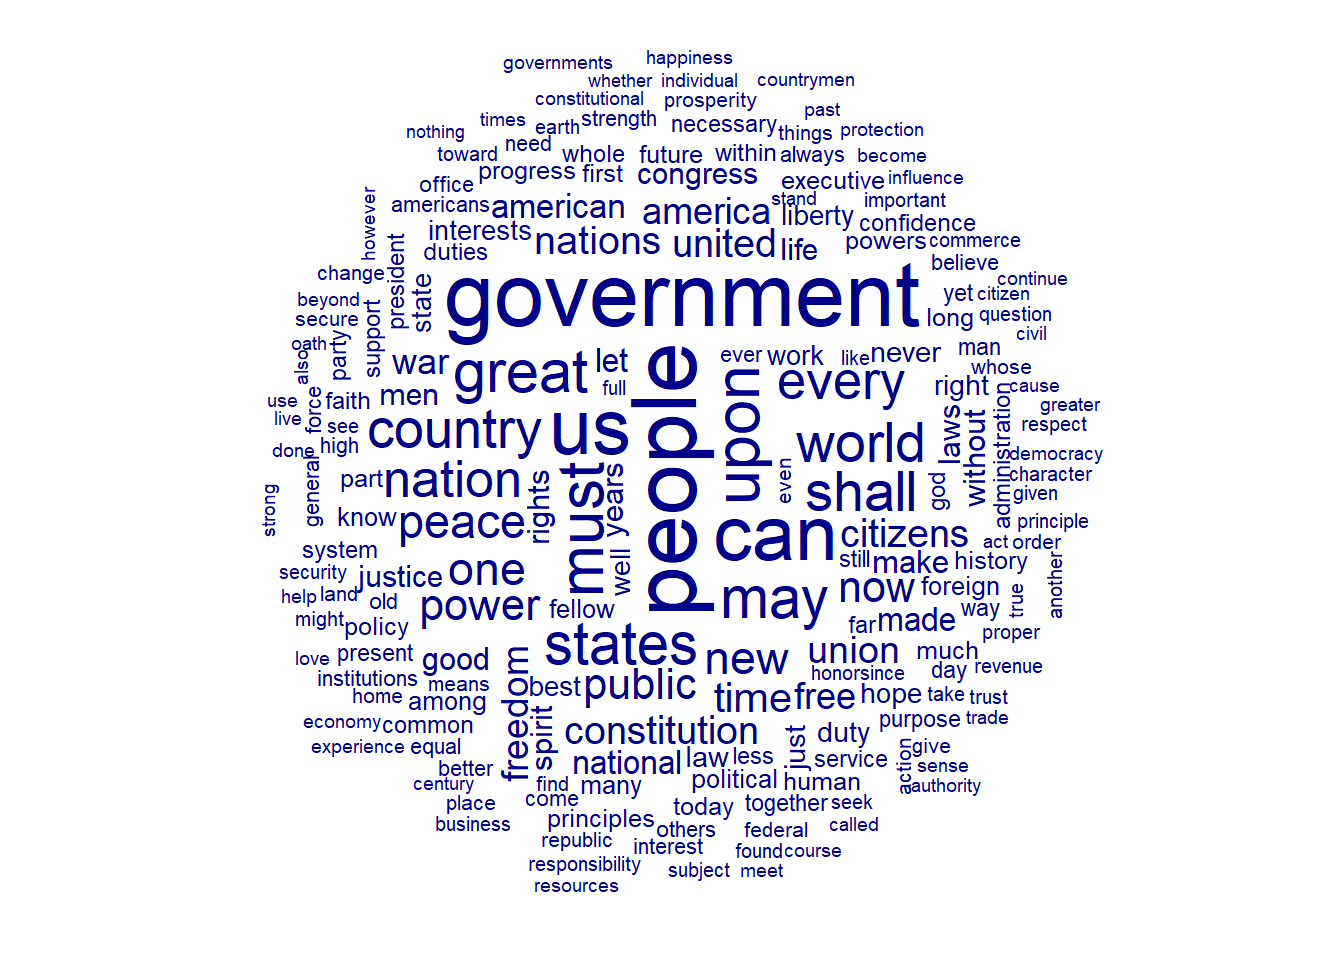 governments happiness
whether individual countrymen
constitutional prosperity
times earth strength necessary things past protection
nothing need
toward whole future within always become
progress first congress executive influence
office stand important
americans american america liberty confidence
however interests nations united life powers commerce
duties believe
change president state government yet citizen continue
beyond support long question
secure civil
oath also party war great let people ever work like never man
whose
use force faith men full upon every right cause
live see country us world laws without administration greater
done high respect
nation must years even shall god democracy
strong general part rights character
know peace can citizens given
principle
system well still make history act order
security justice one now foreign another
help land old power fellow may way true
might policy states far made proper
love present good new union much
institutions means freedom best public honor since day revenue
home among time free hope take trust
economy common spirit constitution just duty purpose trade
experience equal national law less service action give
better political human sense
century find many authority
place come today together seek
business principles others federal called
republic interest found course
responsibility subject meet
resources